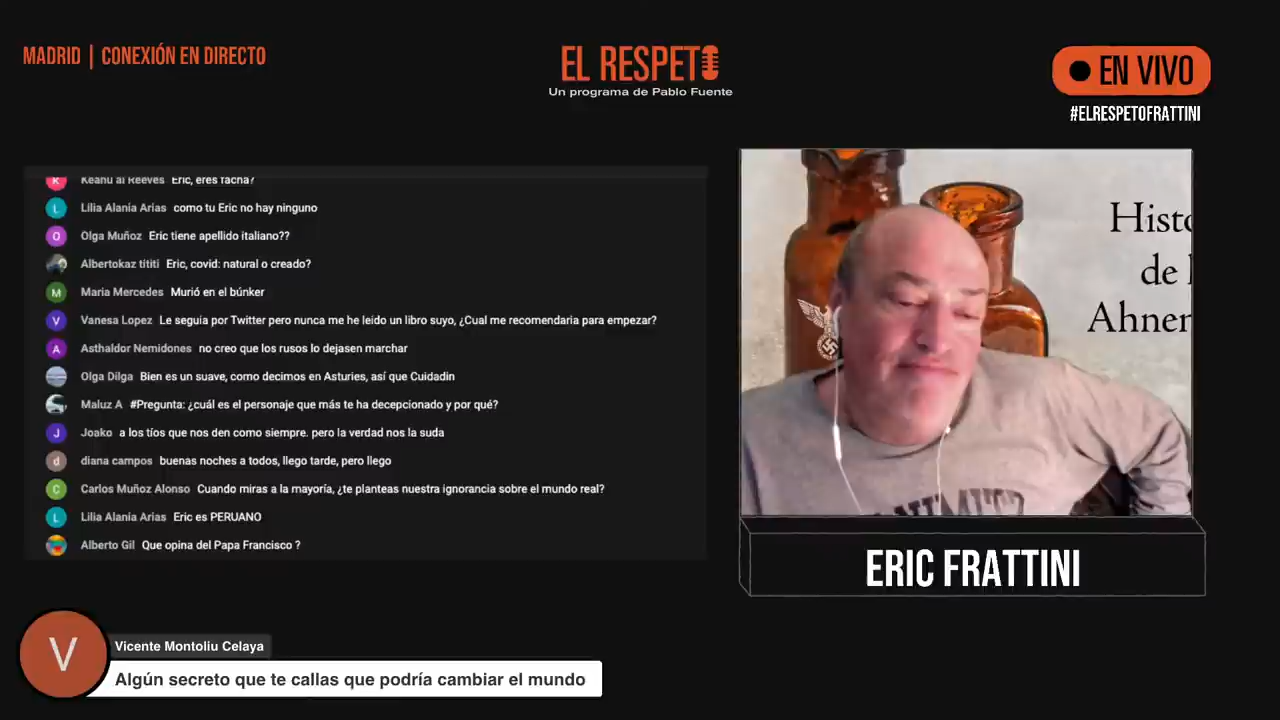 MADRID | CONEXIÓN EN DIRECTO
EL RESPETO
Un programa de Pablo Fuente
EN VIVO
#ELRESPETOFRATTINI
Keanu al Reeves Eric, eres facha?
Lilia Alania Arias como tu Eric no hay ninguno
Olga Muñoz Eric tiene apellido italiano??
Albertokaz tititi Eric, covid: natural o creado?
Maria Mercedes Murió en el búnker
Vanesa Lopez Le seguia por Twitter pero nunca me he leido un libro suyo, ¿Cual me recomendaria para empezar?
Asthaldor Nemidones no creo que los rusos lo dejasen marchar
Olga Dilga Bien es un suave, como decimos en Asturies, así que Cuidadin
Maluz A #Pregunta: ¿cuál es el personaje que más te ha decepcionado y por qué?
Joako a los tíos que nos den como siempre. pero la verdad nos la suda
diana campos buenas noches a todos, llego tarde, pero llego
Carlos Muñoz Alonso Cuando miras a la mayoría, ¿te planteas nuestra ignorancia sobre el mundo real?
Lilia Alania Arias Eric es PERUANO
Alberto Gil Que opina del Papa Francisco ?
Histo
de l
Ahner
ERIC FRATTINI
V
Vicente Montolíu Celaya
Algún secreto que te callas que podría cambiar el mundo